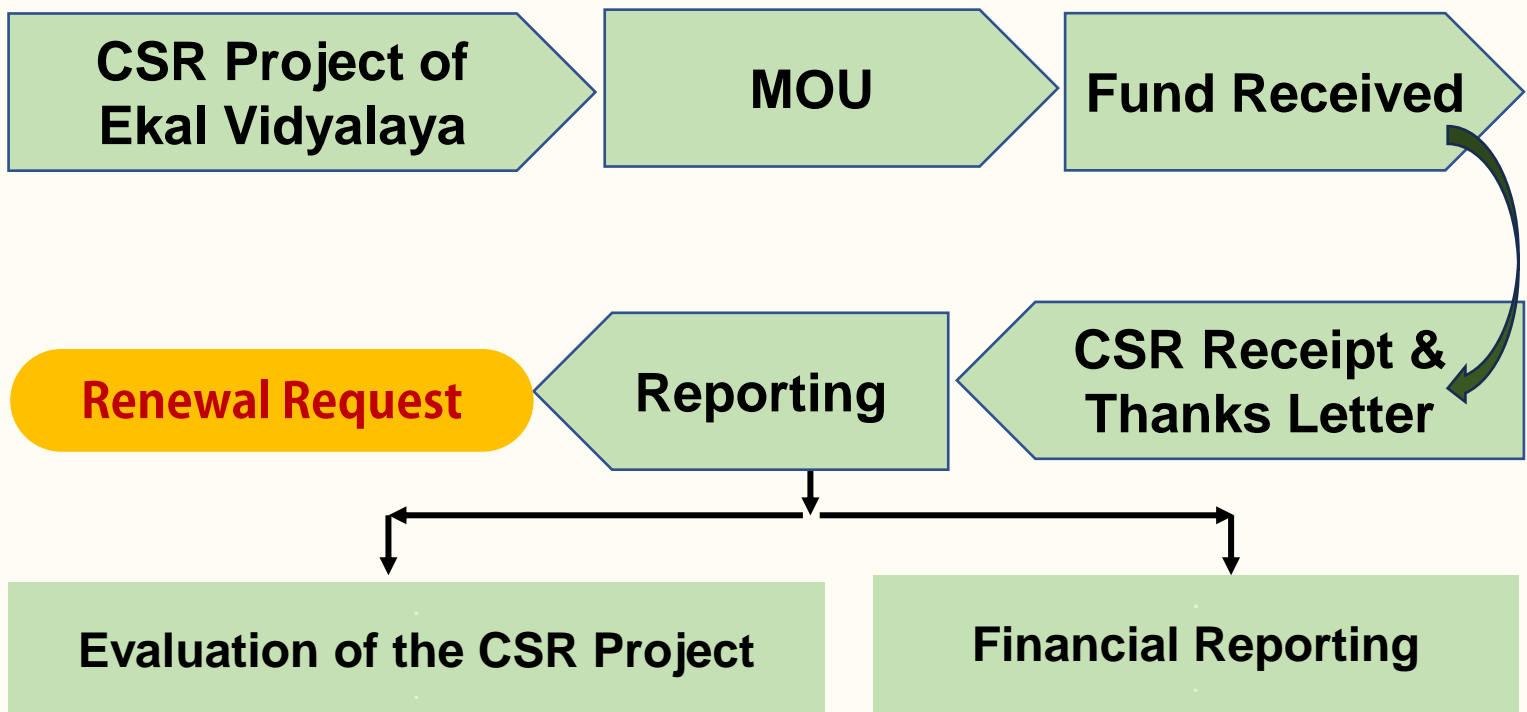 CSR Project of
Ekal Vidyalaya
MOU
Fund Received
CSR Receipt &
Thanks Letter
Reporting
Renewal Request
Evaluation of the CSR Project
Financial Reporting